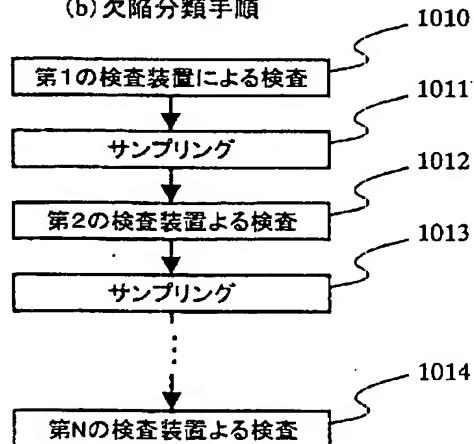 (b)欠陥分類手順
1010
第1の検査装置による検査
1011
サンプリング
1012
第2の検査装置よる検査
1013
サンプリング
1014
第Nの検査装置よる検査